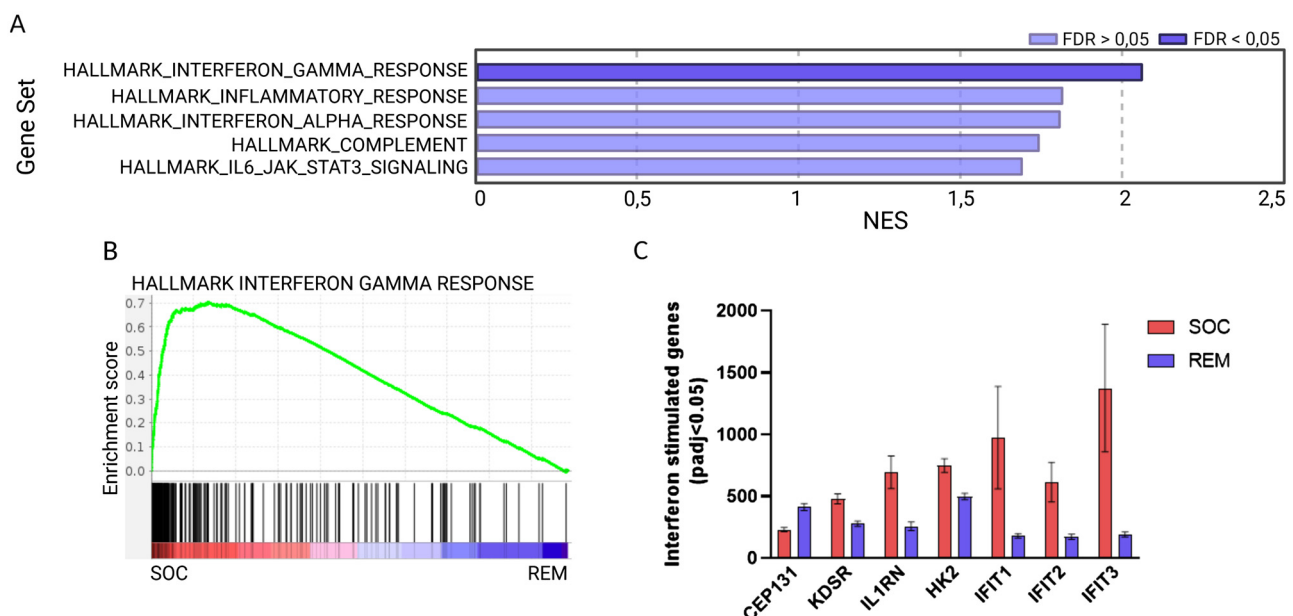 A
FDR > 0,05 FDR < 0,05
Gene Set
HALLMARK_INTERFERON_GAMMA_RESPONSE
HALLMARK_INFLAMMATORY_RESPONSE
HALLMARK_INTERFERON_ALPHA_RESPONSE
HALLMARK_COMPLEMENT
HALLMARK_IL6_JAK_STAT3_SIGNALING
0 0,5 1 1,5 2 2,5
NES
B
HALLMARK INTERFERON GAMMA RESPONSE
Enrichment score
0.7
0.6
0.5
0.4
0.3
0.2
0.1
0.0
SOC REM
C
Interferon stimulated genes
(padj<0.05)
2000
1500
1000
500
0
SOC
REM
CEP131 KDSR IL1RN HK2 IFIT1 IFIT2 IFIT3